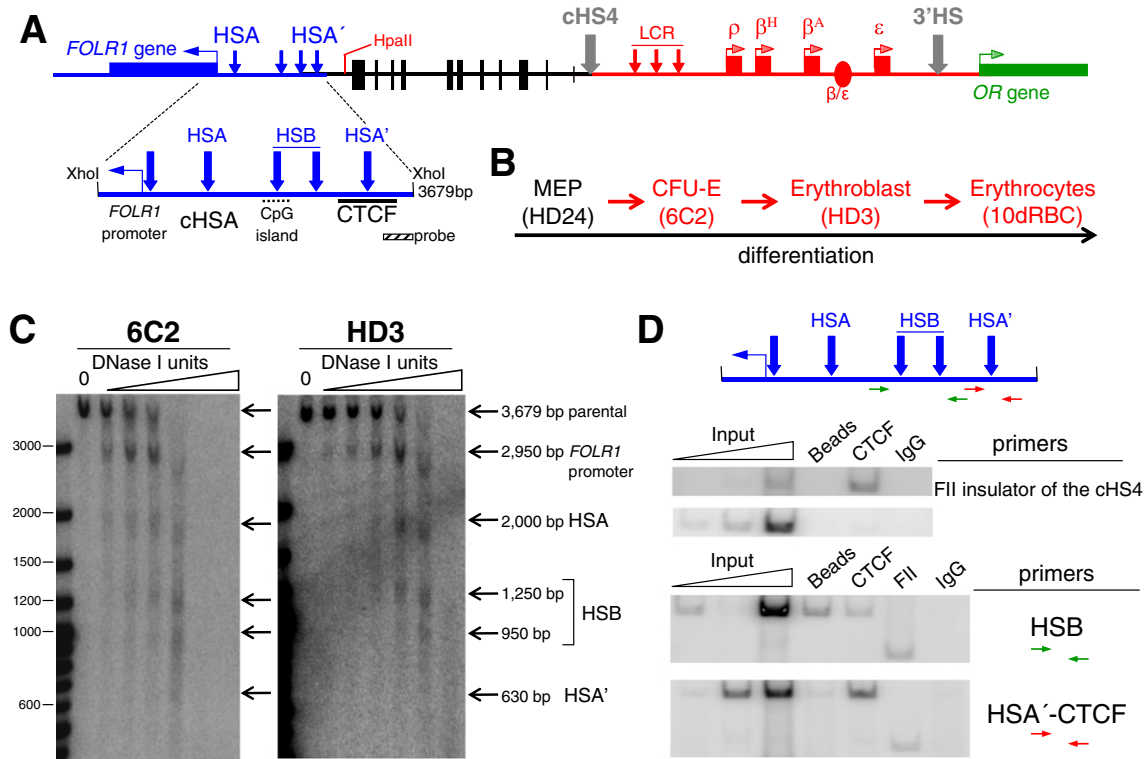 A
FOLR1 gene
HSA
HSA´
HpaII
cHS4
LCR
ρ
βH
βA
β/ε
ε
3'HS
OR gene
XhoI
HSA
HSB
HSA'
XhoI
3679bp
FOLR1
promoter
cHSA
CpG
island
CTCF
probe
B
MEP
(HD24)
CFU-E
(6C2)
Erythroblast
(HD3)
Erythrocytes
(10dRBC)
differentiation
C
6C2
DNase I units
0
HD3
DNase I units
0
3000
2000
1500
1200
1000
600
3,679 bp parental
2,950 bp FOLR1
promoter
2,000 bp HSA
1,250 bp
HSB
950 bp
630 bp HSA'
D
HSA
HSB
HSA'
Input
Beads
CTCF
IgG
primers
FII insulator of the cHS4
Input
Beads
CTCF
FII
IgG
primers
HSB
HSA´-CTCF